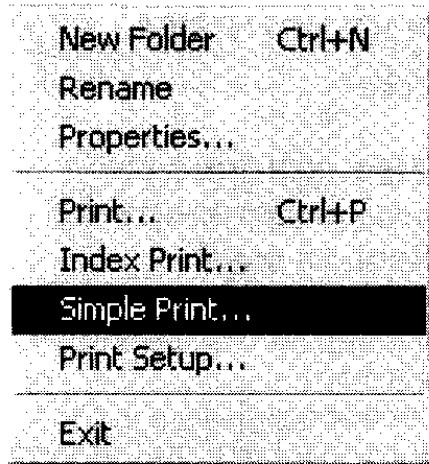 New Folder Ctrl+N
Rename
Properties...
Print... Ctrl+P
Index Print...
Simple Print...
Print Setup...
Exit